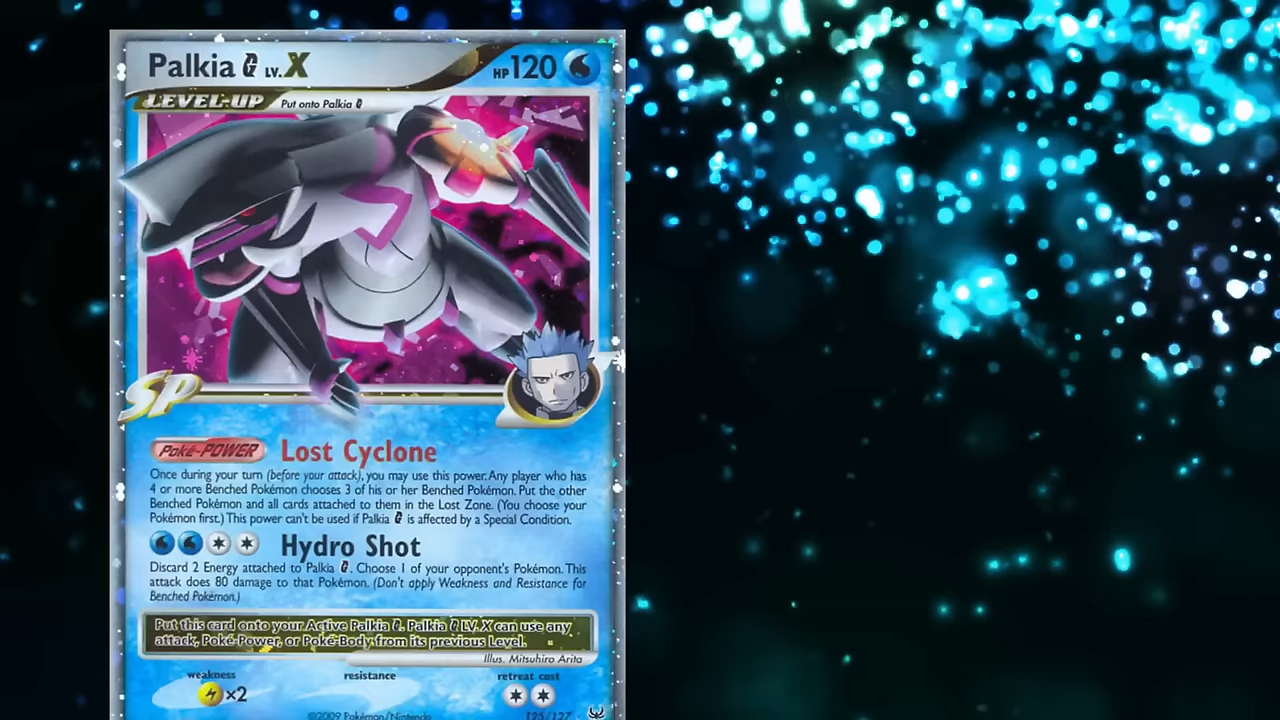 Palkia G LV.X
HP 120
LEVEL-UP Put onto Palkia G
SP
Poké-POWER Lost Cyclone
Once during your turn (before your attack), you may use this power. Any player who has
4 or more Benched Pokémon chooses 3 of his or her Benched Pokémon. Put the other
Benched Pokémon and all cards attached to them in the Lost Zone. (You choose your
Pokémon first.) This power can't be used if Palkia G is affected by a Special Condition.
Hydro Shot
Discard 2 Energy attached to Palkia G. Choose 1 of your opponent's Pokémon. This
attack does 80 damage to that Pokémon. (Don't apply Weakness and Resistance for
Benched Pokémon.)
Put this card onto your Active Palkia G. Palkia G LV. X can use any
attack, Poké-Power, or Poké-Body from its previous Level.
Illus. Mitsuhiro Arita
weakness resistance retreat cost
×2
©2009 Pokémon/Nintendo 125/127